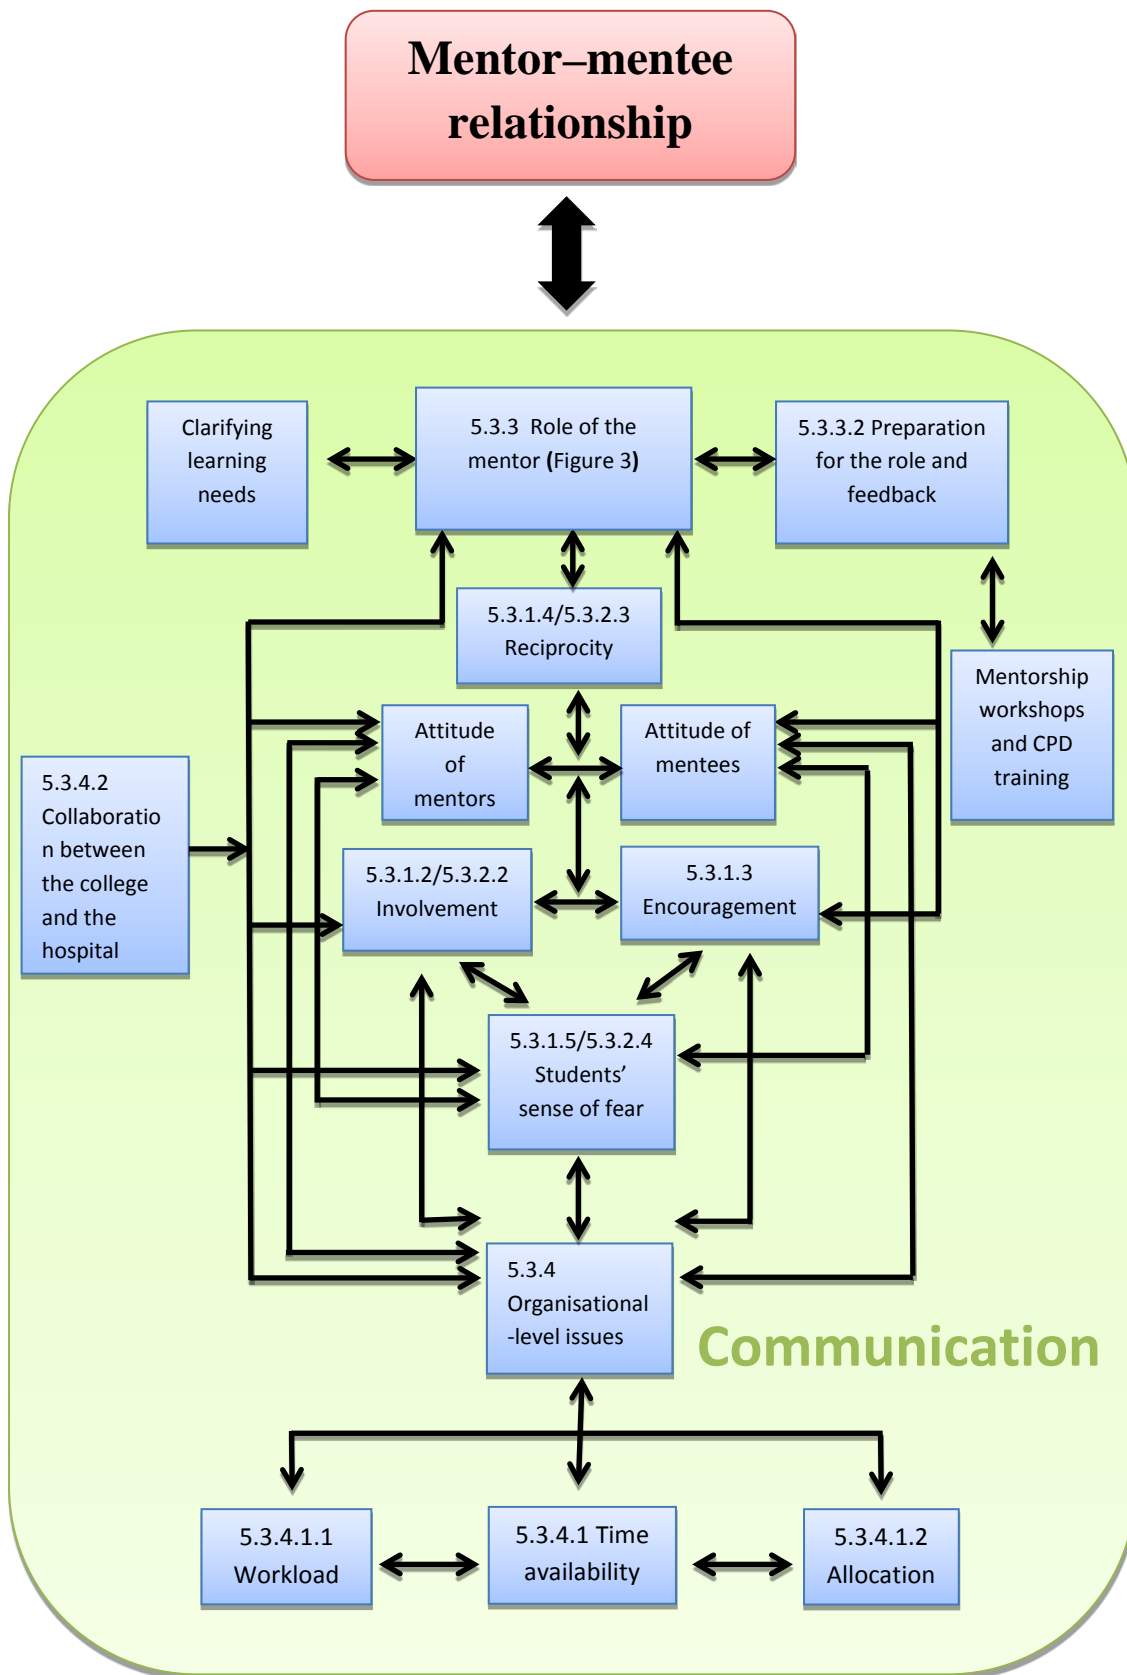 Mentor–mentee
relationship
Clarifying
learning
needs
5.3.3 Role of the
mentor (Figure 3)
5.3.3.2 Preparation
for the role and
feedback
5.3.1.4/5.3.2.3
Reciprocity
Mentorship
workshops
and CPD
training
Attitude
of
mentors
Attitude of
mentees
5.3.4.2
Collaboratio
n between
the college
and the
hospital
5.3.1.2/5.3.2.2
Involvement
5.3.1.3
Encouragement
5.3.1.5/5.3.2.4
Students’
sense of fear
5.3.4
Organisational
-level issues
Communication
5.3.4.1.1
Workload
5.3.4.1 Time
availability
5.3.4.1.2
Allocation